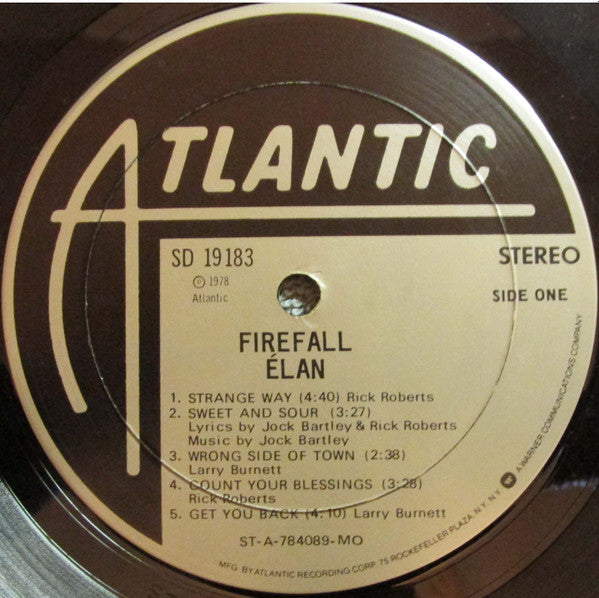 ATLANTIC
SD 19183
STEREO
℗ 1978
Atlantic
SIDE ONE
FIREFALL
ÉLAN
1. STRANGE WAY (4:40) Rick Roberts
2. SWEET AND SOUR (3:27)
Lyrics by Jock Bartley & Rick Roberts
Music by Jock Bartley
3. WRONG SIDE OF TOWN (2:38)
Larry Burnett
4. COUNT YOUR BLESSINGS (3:28)
Rick Roberts
5. GET YOU BACK (4:10) Larry Burnett
ST-A-784089-MO
MFG. BY ATLANTIC RECORDING CORP. 75 ROCKEFELLER PLAZA, N.Y. N.Y. A WARNER COMMUNICATIONS COMPANY